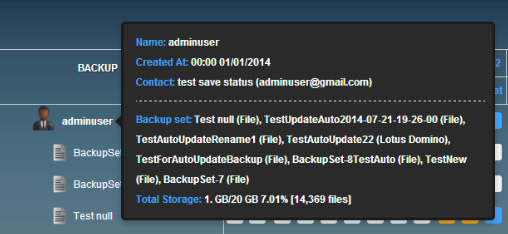 Name: adminuser
Created At: 00:00 01/01/2014
Contact: test save status (adminuser@gmail.com)
BACKUP
2
at
adminuser
Backup set: Test null (File), TestUpdateAuto2014-07-21-19-26-00 (File),
TestAutoUpdateRename1 (File), TestAutoUpdate22 (Lotus Domino),
TestForAutoUpdateBackup (File), BackupSet-8TestAuto (File), TestNew
(File), BackupSet-7 (File)
Total Storage: 1. GB/20 GB 7.01% [14,369 files]
BackupSet
BackupSet
Test null